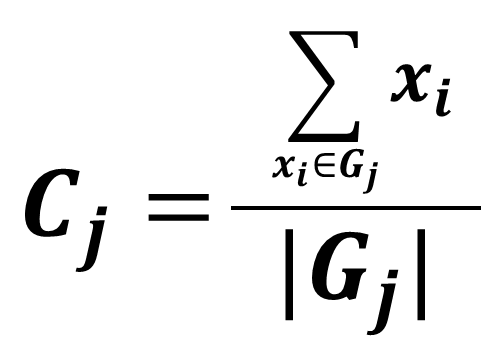 C_j = \frac{\sum_{x_i \in G_j} x_i}{|G_j|}